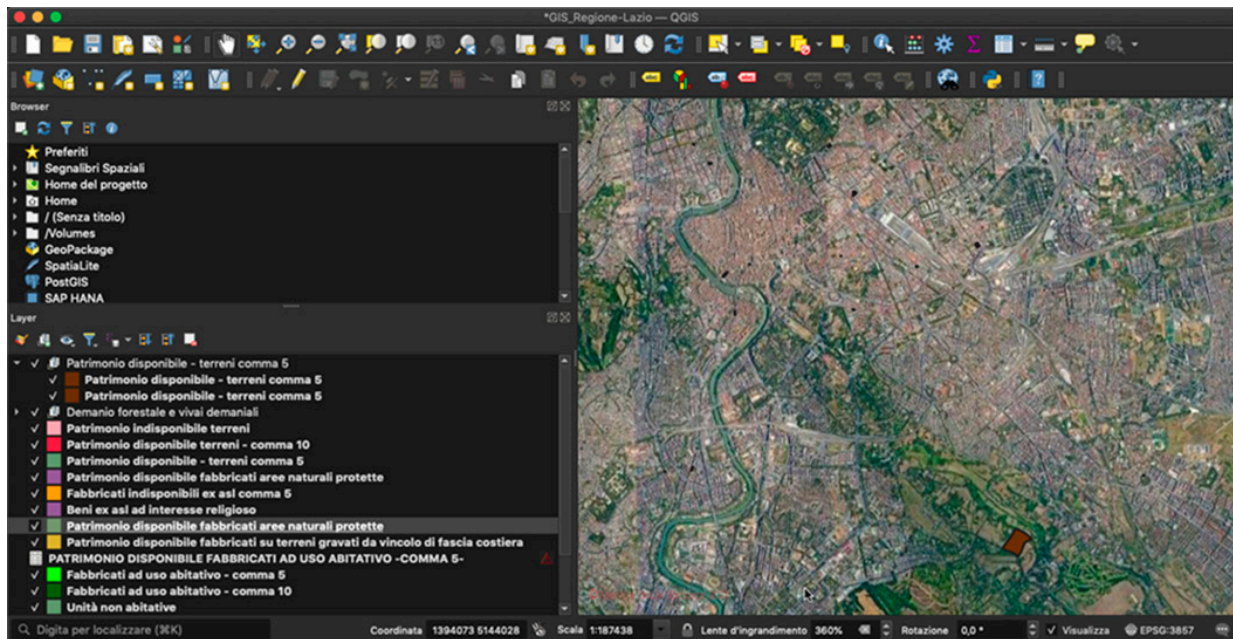 *GIS_Regione-Lazio — QGIS
abc
abc
abc
Browser
Preferiti
Segnalibri Spaziali
Home del progetto
Home
/ (Senza titolo)
/Volumes
GeoPackage
SpatiaLite
PostGIS
SAP HANA
Layer
Patrimonio disponibile - terreni comma 5
Patrimonio disponibile - terreni comma 5
Patrimonio disponibile - terreni comma 5
Demanio forestale e vivai demaniali
Patrimonio indisponibile terreni
Patrimonio disponibile terreni - comma 10
Patrimonio disponibile - terreni comma 5
Patrimonio disponibile fabbricati aree naturali protette
Fabbricati indisponibili ex asl comma 5
Beni ex asl ad interesse religioso
Patrimonio disponibile fabbricati aree naturali protette
Patrimonio disponibile fabbricati su terreni gravati da vincolo di fascia costiera
PATRIMONIO DISPONIBILE FABBRICATI AD USO ABITATIVO -COMMA 5-
Fabbricati ad uso abitativo - comma 5
Fabbricati ad uso abitativo - comma 10
Unità non abitative
Digita per localizzare (⌘K) Coordinata 1394073 5144028 Scala 1:187438 Lente d'ingrandimento 360% Rotazione 0,0 ° Visualizza EPSG:3857